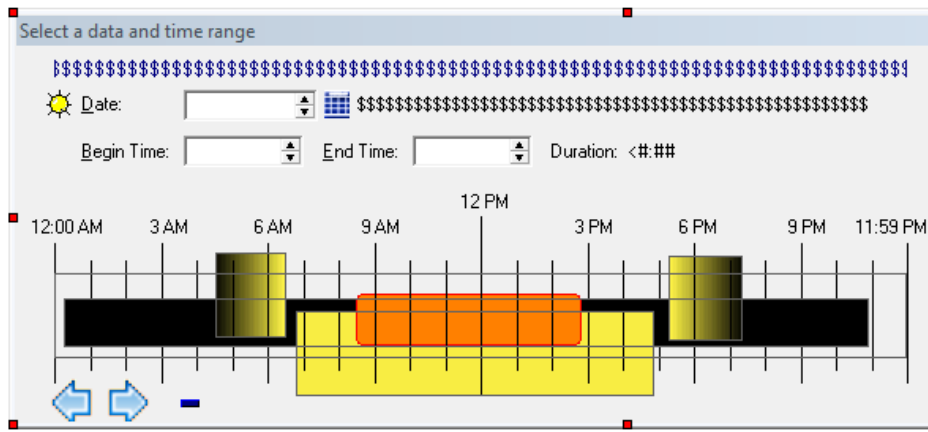 Select a data and time range
$$$$$$$$$$$$$$$$$$$$$$$$$$$$$$$$$$$$$$$$$$$$$$$$$$$$$$$$$$$$$$$$$$$$$$
Date: $$$$$$$$$$$$$$$$$$$$$$$$$$$$$$$$$$$$$$$$$$$$$$$$$$$$$$
Begin Time: End Time: Duration: <#:##
12 PM
12:00 AM 3 AM 6 AM 9 AM 3 PM 6 PM 9 PM 11:59 PM